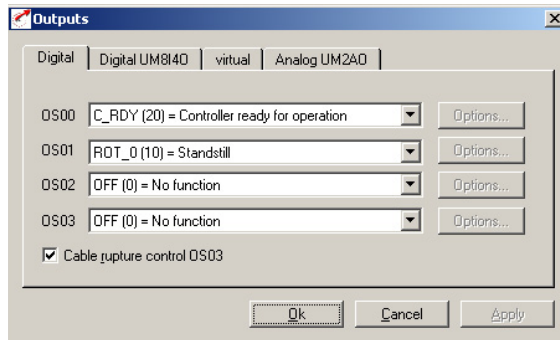 Outputs
Digital Digital UM8I40 virtual Analog UM2AO
OS00 C_RDY (20) = Controller ready for operation Options...
OS01 ROT_0 (10) = Standstill Options...
OS02 OFF (0) = No function Options...
OS03 OFF (0) = No function Options...
Cable rupture control OS03
Ok Cancel Apply